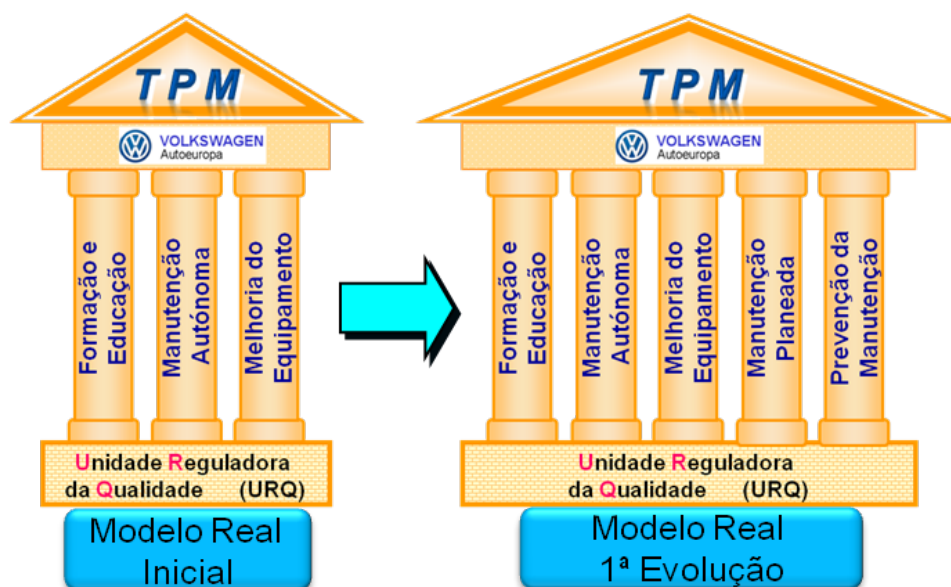 TPM
VOLKSWAGEN
Autoeuropa
Formação e
Educação
Manutenção
Autónoma
Melhoria do
Equipamento
Unidade Reguladora
da Qualidade (URQ)
Modelo Real
Inicial
TPM
VOLKSWAGEN
Autoeuropa
Formação e
Educação
Manutenção
Autónoma
Melhoria do
Equipamento
Manutenção
Planeada
Prevenção da
Manutenção
Unidade Reguladora
da Qualidade (URQ)
Modelo Real
1ª Evolução